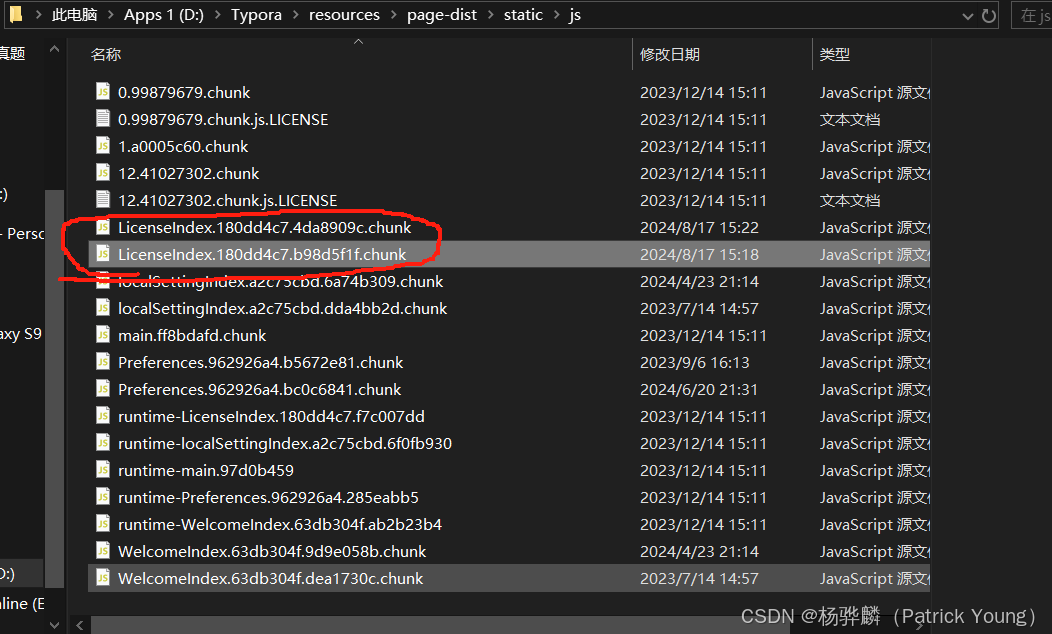 此电脑 Apps 1 (D:) Typora resources page-dist static js 在 js
真题
名称 修改日期 类型
0.99879679.chunk 2023/12/14 15:11 JavaScript 源文
0.99879679.chunk.js.LICENSE 2023/12/14 15:11 文本文档
1.a0005c60.chunk 2023/12/14 15:11 JavaScript 源文
12.41027302.chunk 2023/12/14 15:11 JavaScript 源文
:)
12.41027302.chunk.js.LICENSE 2023/12/14 15:11 文本文档
LicenseIndex.180dd4c7.4da8909c.chunk 2024/8/17 15:22 JavaScript 源文
- Persc
LicenseIndex.180dd4c7.b98d5f1f.chunk 2024/8/17 15:18 JavaScript 源文
localSettingIndex.a2c75cbd.6a74b309.chunk 2024/4/23 21:14 JavaScript 源文
localSettingIndex.a2c75cbd.dda4bb2d.chunk 2023/7/14 14:57 JavaScript 源文
axy S9
main.ff8bdafd.chunk 2023/12/14 15:11 JavaScript 源文
Preferences.962926a4.b5672e81.chunk 2023/9/6 16:13 JavaScript 源文
Preferences.962926a4.bc0c6841.chunk 2024/6/20 21:31 JavaScript 源文
runtime-LicenseIndex.180dd4c7.f7c007dd 2023/12/14 15:11 JavaScript 源文
runtime-localSettingIndex.a2c75cbd.6f0fb930 2023/12/14 15:11 JavaScript 源文
runtime-main.97d0b459 2023/12/14 15:11 JavaScript 源文
runtime-Preferences.962926a4.285eabb5 2023/12/14 15:11 JavaScript 源文
runtime-WelcomeIndex.63db304f.ab2b23b4 2023/12/14 15:11 JavaScript 源文
WelcomeIndex.63db304f.9d9e058b.chunk 2024/4/23 21:14 JavaScript 源文
D:)
WelcomeIndex.63db304f.dea1730c.chunk 2023/7/14 14:57 JavaScript 源文
nline (E
CSDN @杨骅麟（Patrick Young）